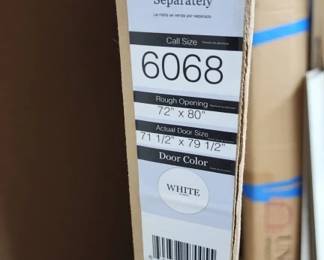 Separately
Call Size
6068
Rough Opening
72" x 80"
Actual Door Size
71 1/2" x 79 1/2"
Door Color
WHITE